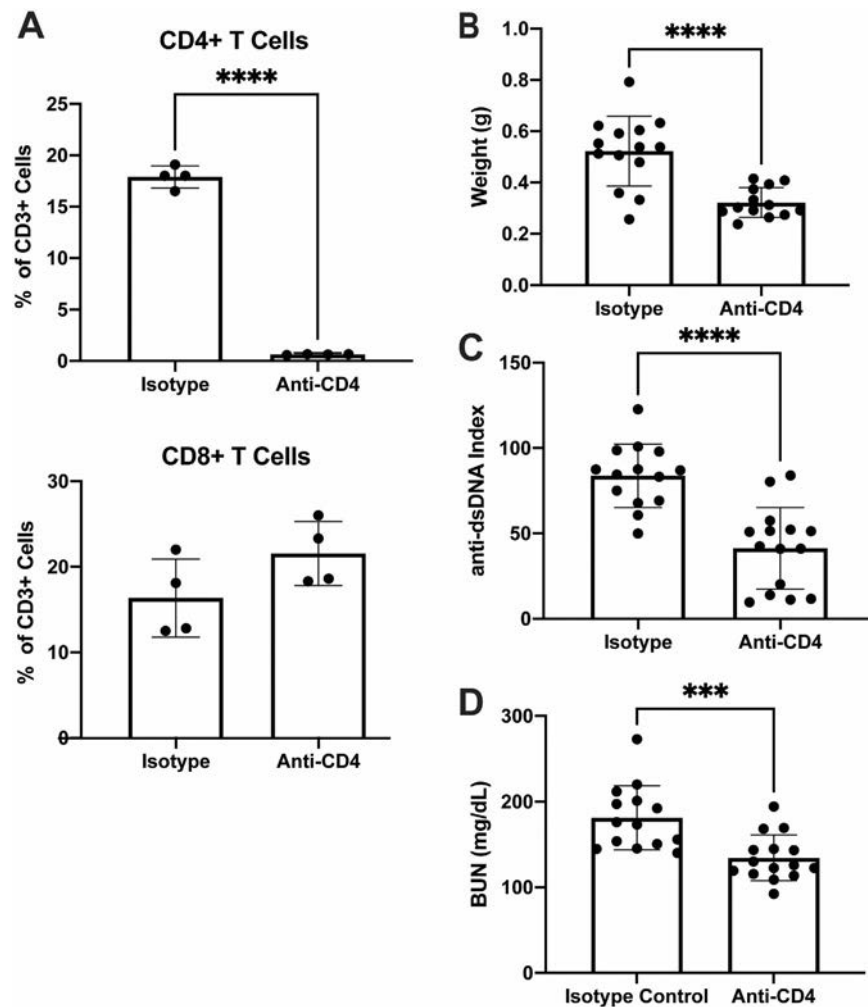 A
CD4+ T Cells
****
% of CD3+ Cells
25
20
15
10
5
0
Isotype Anti-CD4
CD8+ T Cells
% of CD3+ Cells
30
20
10
0
Isotype Anti-CD4
B
****
Weight (g)
1.0
0.8
0.6
0.4
0.2
0.0
Isotype Anti-CD4
C
****
anti-dsDNA Index
150
100
50
0
Isotype Anti-CD4
D
***
BUN (mg/dL)
300
200
100
0
Isotype Control Anti-CD4